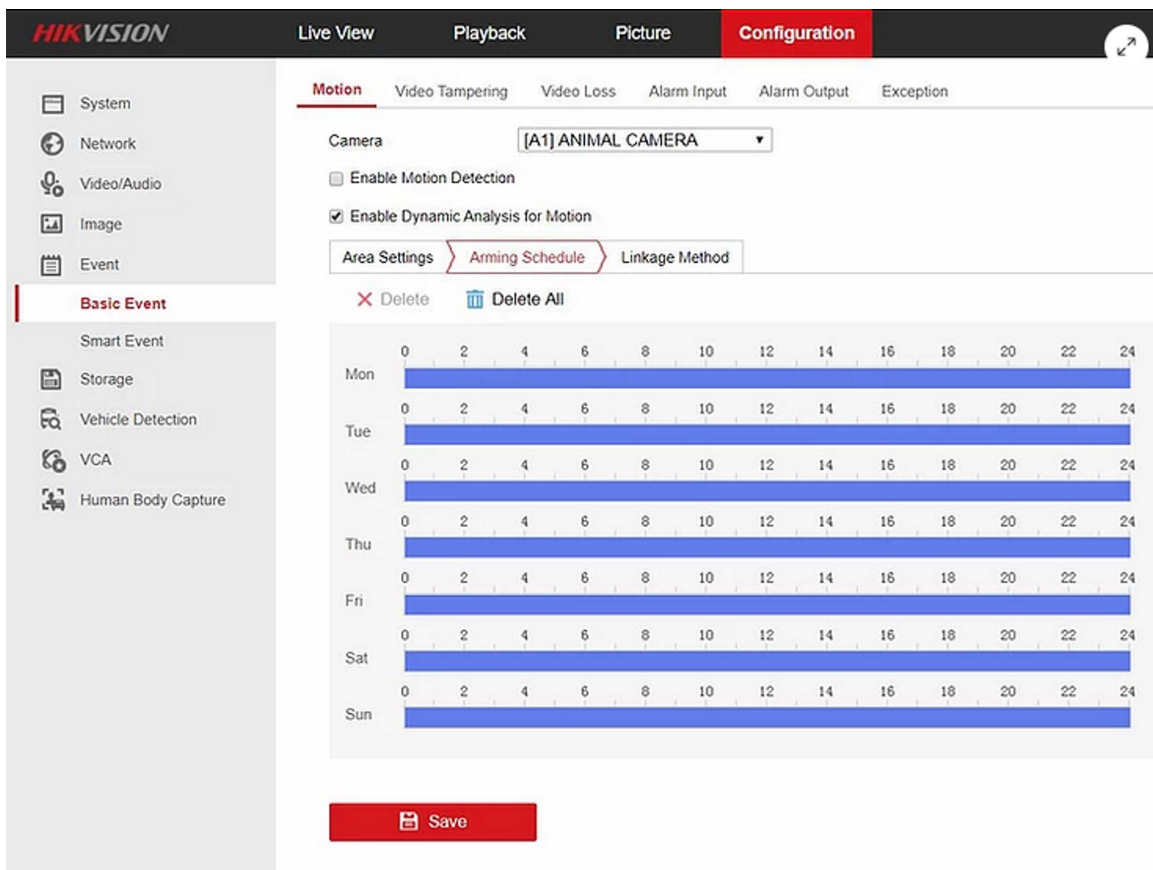 HIKVISION Live View Playback Picture Configuration
System
Network
Video/Audio
Image
Event
Basic Event
Smart Event
Storage
Vehicle Detection
VCA
Human Body Capture
Motion Video Tampering Video Loss Alarm Input Alarm Output Exception
Camera [A1] ANIMAL CAMERA
Enable Motion Detection
Enable Dynamic Analysis for Motion
Area Settings Arming Schedule Linkage Method
Delete Delete All
0 2 4 6 8 10 12 14 16 18 20 22 24
Mon
0 2 4 6 8 10 12 14 16 18 20 22 24
Tue
0 2 4 6 8 10 12 14 16 18 20 22 24
Wed
0 2 4 6 8 10 12 14 16 18 20 22 24
Thu
0 2 4 6 8 10 12 14 16 18 20 22 24
Fri
0 2 4 6 8 10 12 14 16 18 20 22 24
Sat
0 2 4 6 8 10 12 14 16 18 20 22 24
Sun
Save